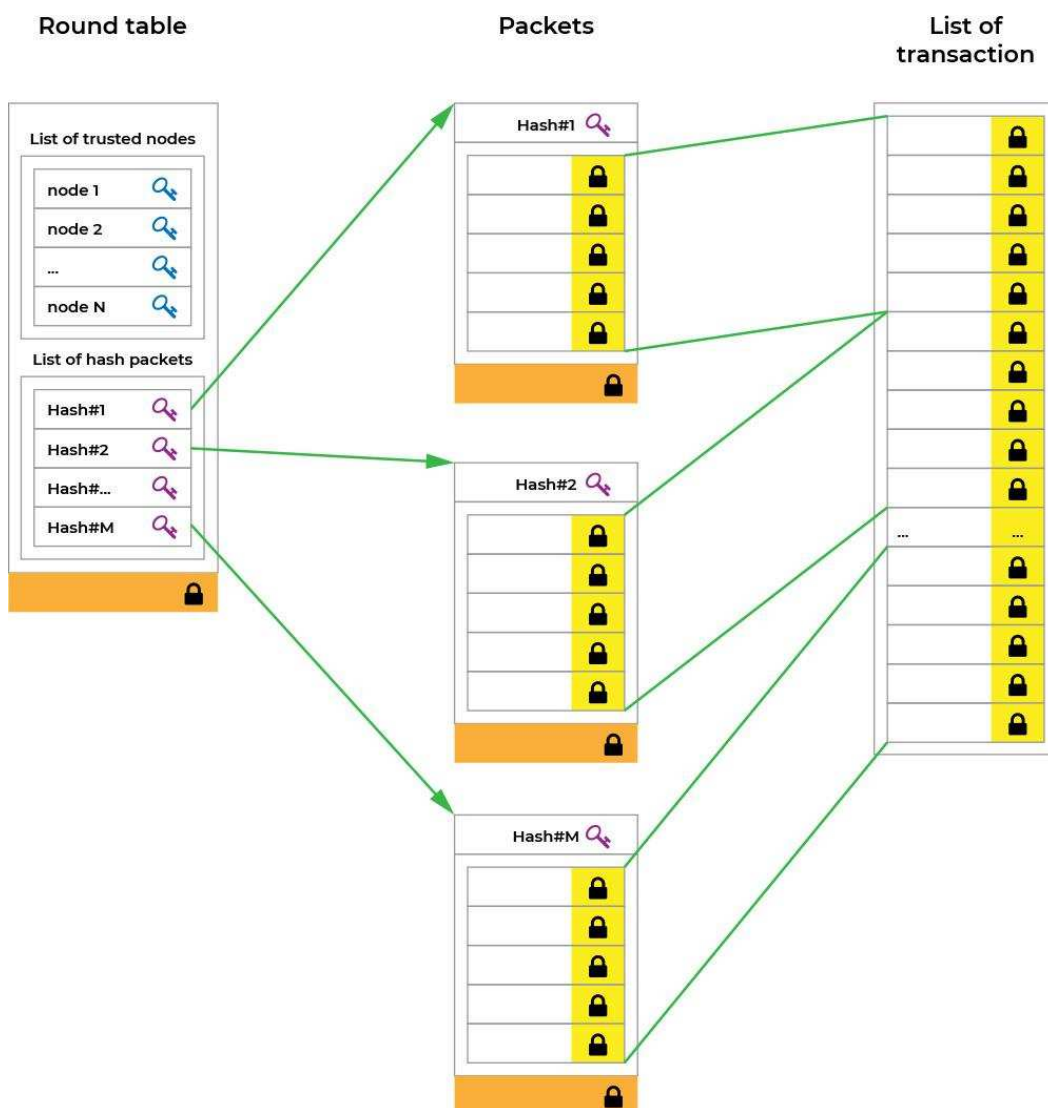 Round table
Packets
List of
transaction
List of trusted nodes
node 1
node 2
...
node N
List of hash packets
Hash#1
Hash#2
Hash#...
Hash#M
Hash#1
Hash#2
Hash#M
... ...